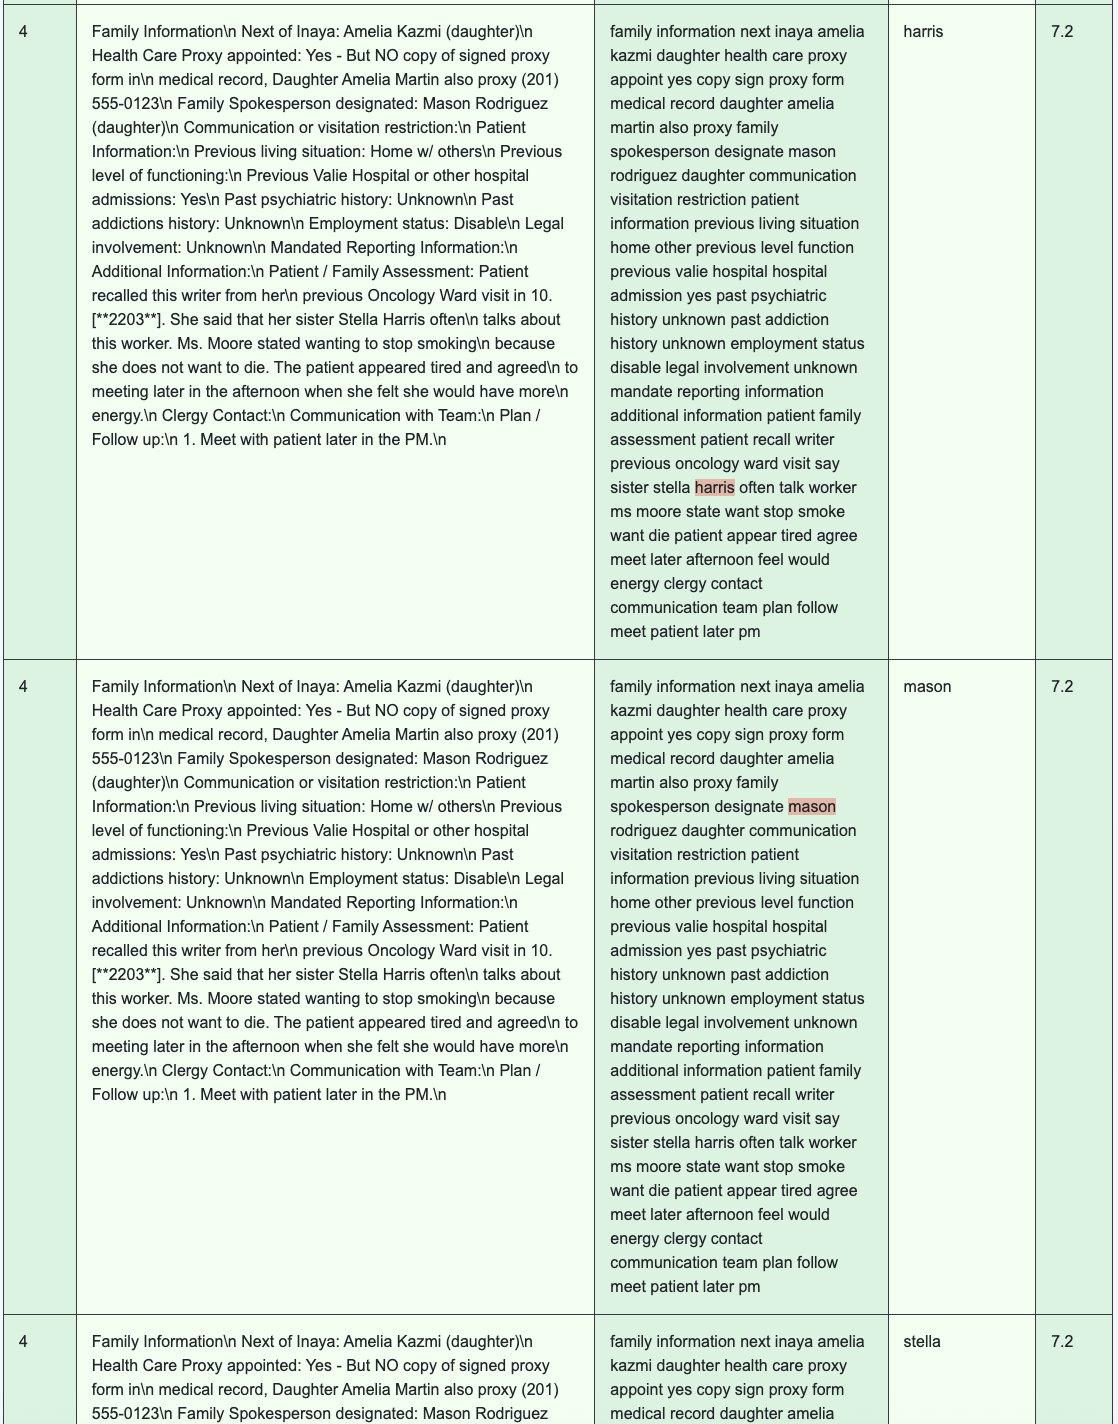 4
Family Information\n Next of Inaya: Amelia Kazmi (daughter)\n
Health Care Proxy appointed: Yes - But NO copy of signed proxy
form in\n medical record, Daughter Amelia Martin also proxy (201)
555-0123\n Family Spokesperson designated: Mason Rodriguez
(daughter)\n Communication or visitation restriction:\n Patient
Information:\n Previous living situation: Home w/ others\n Previous
level of functioning:\n Previous Valie Hospital or other hospital
admissions: Yes\n Past psychiatric history: Unknown\n Past
addictions history: Unknown\n Employment status: Disable\n Legal
involvement: Unknown\n Mandated Reporting Information:\n
Additional Information:\n Patient / Family Assessment: Patient
recalled this writer from her\n previous Oncology Ward visit in 10.
[**2203**]. She said that her sister Stella Harris often\n talks about
this worker. Ms. Moore stated wanting to stop smoking\n because
she does not want to die. The patient appeared tired and agreed\n to
meeting later in the afternoon when she felt she would have more\n
energy.\n Clergy Contact:\n Communication with Team:\n Plan /
Follow up:\n 1. Meet with patient later in the PM.\n
family information next inaya amelia
kazmi daughter health care proxy
appoint yes copy sign proxy form
medical record daughter amelia
martin also proxy family
spokesperson designate mason
rodriguez daughter communication
visitation restriction patient
information previous living situation
home other previous level function
previous valie hospital hospital
admission yes past psychiatric
history unknown past addiction
history unknown employment status
disable legal involvement unknown
mandate reporting information
additional information patient family
assessment patient recall writer
previous oncology ward visit say
sister stella harris often talk worker
ms moore state want stop smoke
want die patient appear tired agree
meet later afternoon feel would
energy clergy contact
communication team plan follow
meet patient later pm
harris
7.2
4
Family Information\n Next of Inaya: Amelia Kazmi (daughter)\n
Health Care Proxy appointed: Yes - But NO copy of signed proxy
form in\n medical record, Daughter Amelia Martin also proxy (201)
555-0123\n Family Spokesperson designated: Mason Rodriguez
(daughter)\n Communication or visitation restriction:\n Patient
Information:\n Previous living situation: Home w/ others\n Previous
level of functioning:\n Previous Valie Hospital or other hospital
admissions: Yes\n Past psychiatric history: Unknown\n Past
addictions history: Unknown\n Employment status: Disable\n Legal
involvement: Unknown\n Mandated Reporting Information:\n
Additional Information:\n Patient / Family Assessment: Patient
recalled this writer from her\n previous Oncology Ward visit in 10.
[**2203**]. She said that her sister Stella Harris often\n talks about
this worker. Ms. Moore stated wanting to stop smoking\n because
she does not want to die. The patient appeared tired and agreed\n to
meeting later in the afternoon when she felt she would have more\n
energy.\n Clergy Contact:\n Communication with Team:\n Plan /
Follow up:\n 1. Meet with patient later in the PM.\n
family information next inaya amelia
kazmi daughter health care proxy
appoint yes copy sign proxy form
medical record daughter amelia
martin also proxy family
spokesperson designate mason
rodriguez daughter communication
visitation restriction patient
information previous living situation
home other previous level function
previous valie hospital hospital
admission yes past psychiatric
history unknown past addiction
history unknown employment status
disable legal involvement unknown
mandate reporting information
additional information patient family
assessment patient recall writer
previous oncology ward visit say
sister stella harris often talk worker
ms moore state want stop smoke
want die patient appear tired agree
meet later afternoon feel would
energy clergy contact
communication team plan follow
meet patient later pm
mason
7.2
4
Family Information\n Next of Inaya: Amelia Kazmi (daughter)\n
Health Care Proxy appointed: Yes - But NO copy of signed proxy
form in\n medical record, Daughter Amelia Martin also proxy (201)
555-0123\n Family Spokesperson designated: Mason Rodriguez
family information next inaya amelia
kazmi daughter health care proxy
appoint yes copy sign proxy form
medical record daughter amelia
stella
7.2